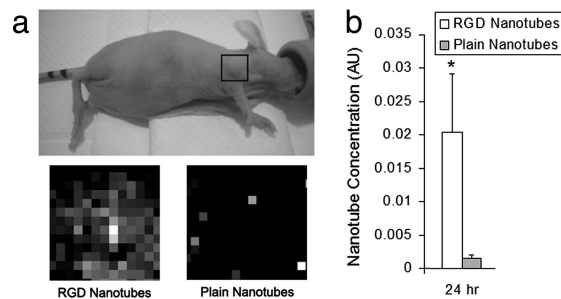 a
RGD Nanotubes
Plain Nanotubes
b
RGD Nanotubes
Plain Nanotubes
Nanotube Concentration (AU)
0.035
0.03
0.025
0.02
0.015
0.01
0.005
0
*
24 hr